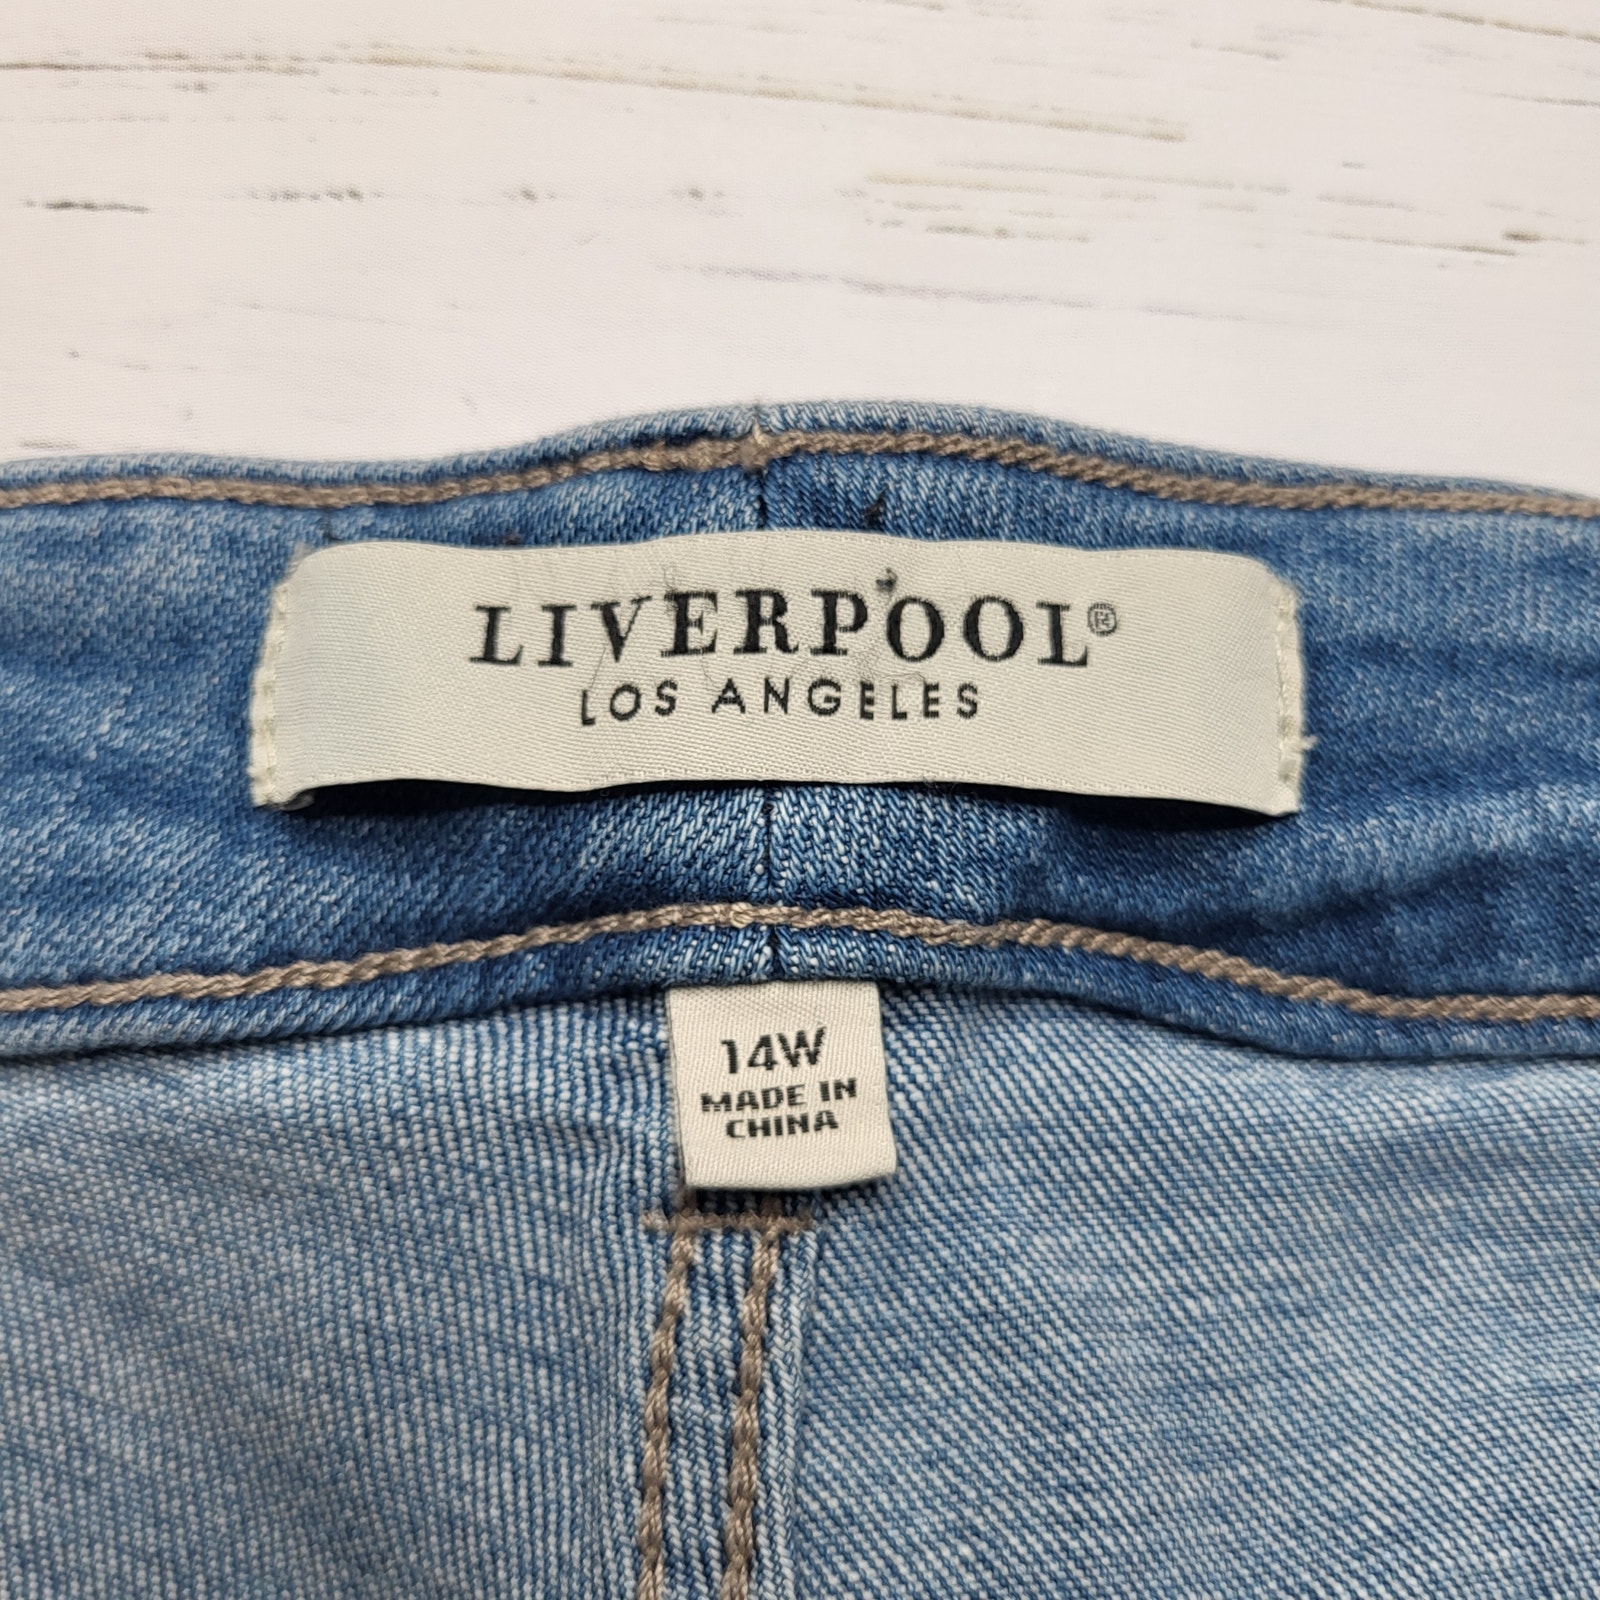 LIVERPOOL®
LOS ANGELES
14W
MADE IN
CHINA